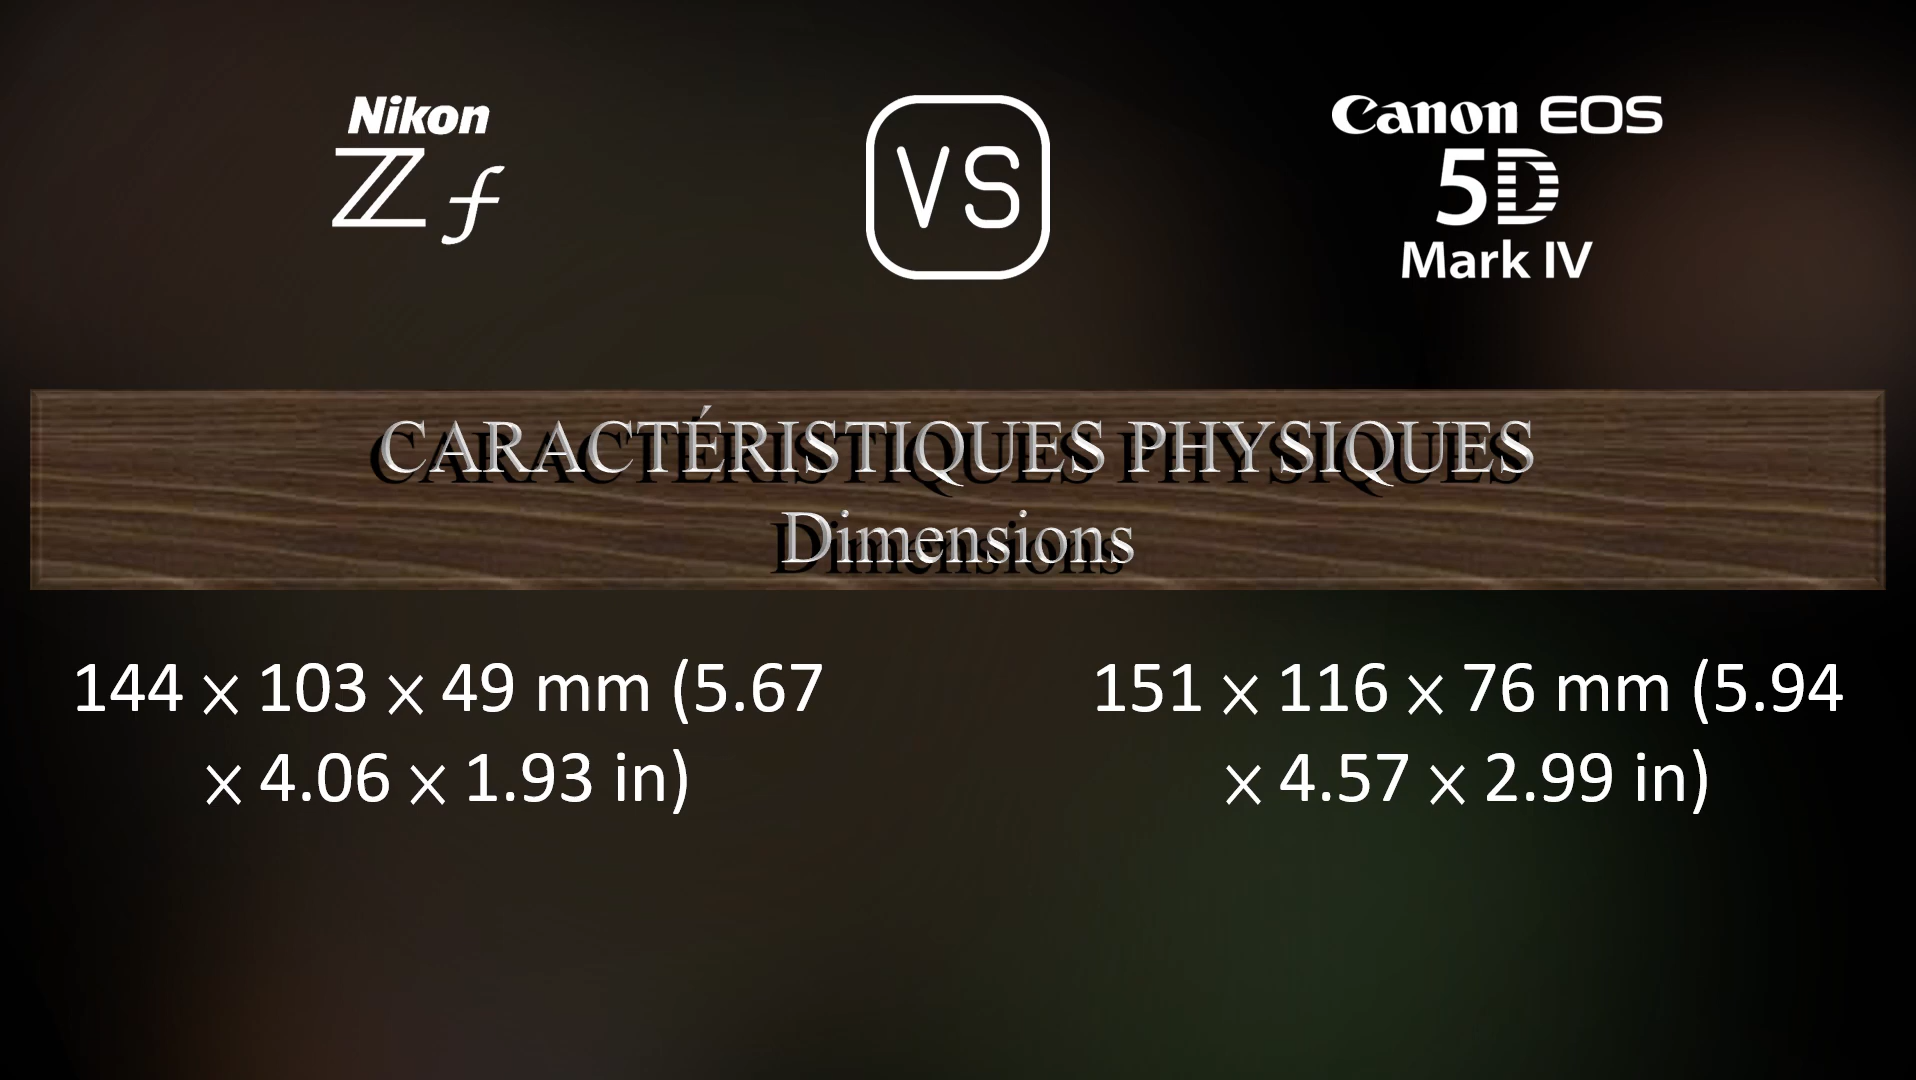 Nikon
Z f
VS
Canon EOS
5D
Mark IV
CARACTÉRISTIQUES PHYSIQUES
Dimensions
144 x 103 x 49 mm (5.67
x 4.06 x 1.93 in)
151 x 116 x 76 mm (5.94
x 4.57 x 2.99 in)